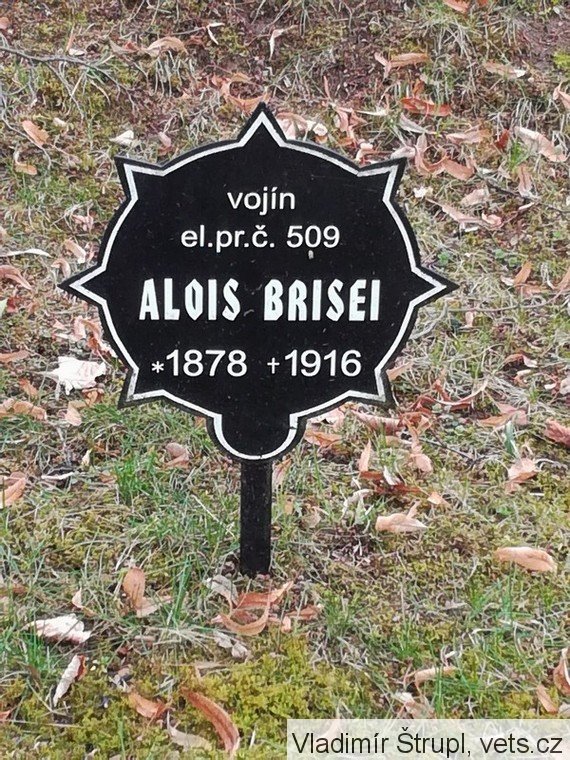 vojín
el.pr.č. 509
ALOIS BRISEI
*1878 †1916
Vladimír Štrupl, vets.cz